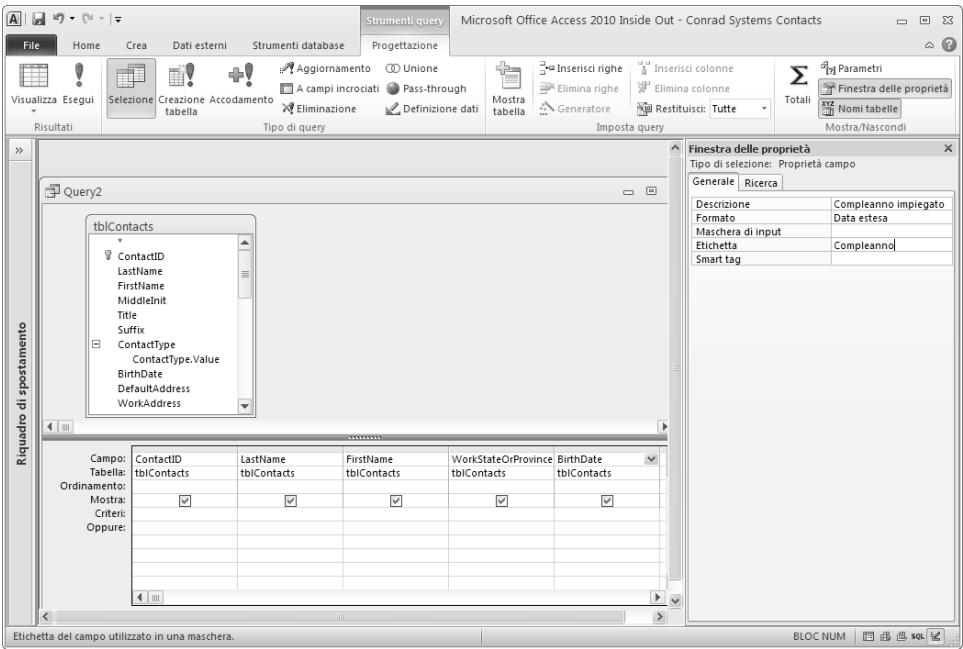 Strumenti query Microsoft Office Access 2010 Inside Out - Conrad Systems Contacts
File Home Crea Dati esterni Strumenti database Progettazione
Visualizza Esegui
Risultati
Selezione Creazione tabella Accodamento
Aggiornamento Unione
A campi incrociati Pass-through
Eliminazione Definizione dati
Tipo di query
Mostra tabella
Inserisci righe Inserisci colonne
Elimina righe Elimina colonne
Generatore Restituisci: Tutte
Imposta query
Σ Totali
Parametri
Finestra delle proprietà
XYZ Nomi tabelle
Mostra/Nascondi
»
Riquadro di spostamento
Query2
tblContacts
*
ContactID
LastName
FirstName
MiddleInit
Title
Suffix
ContactType
ContactType.Value
BirthDate
DefaultAddress
WorkAddress
Campo: ContactID LastName FirstName WorkStateOrProvince BirthDate
Tabella: tblContacts tblContacts tblContacts tblContacts tblContacts
Ordinamento:
Mostra:
Criteri:
Oppure:
Finestra delle proprietà
Tipo di selezione: Proprietà campo
Generale Ricerca
Descrizione Compleanno impiegato
Formato Data estesa
Maschera di input
Etichetta Compleanno
Smart tag
Etichetta del campo utilizzato in una maschera. BLOC NUM SQL